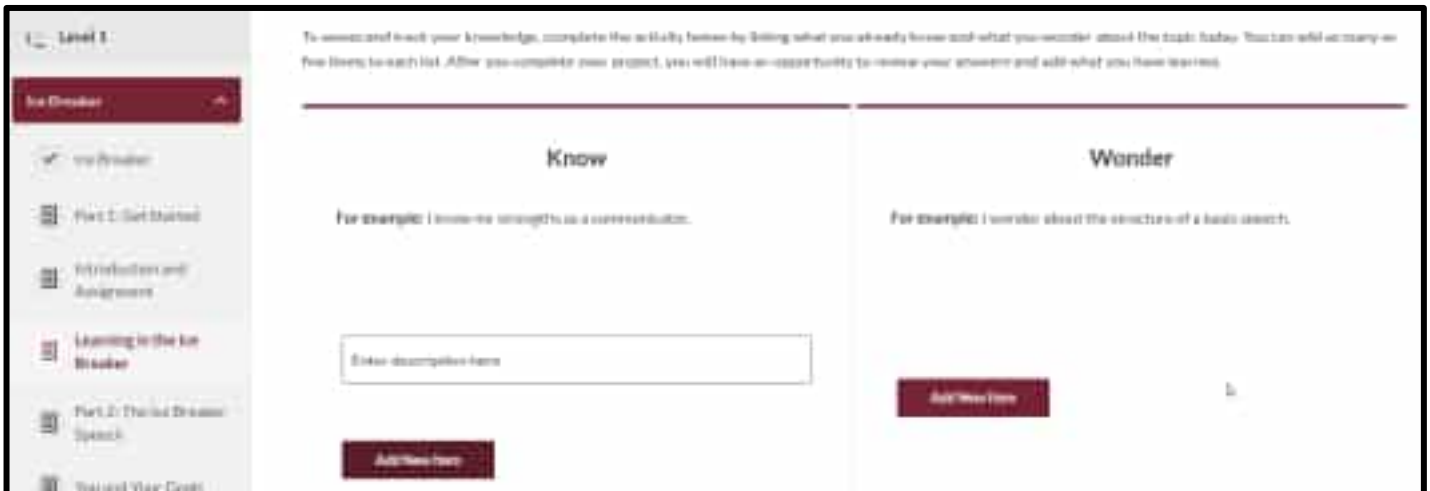 Level 1
To assess and track your knowledge, complete the activity below by listing what you already know and what you wonder about the topic today. You can add as many as
five items to each list. After you complete your project, you will have an opportunity to review your answers and add what you have learned.
Ice Breaker
Know
Wonder
Ice Breaker
For example: I know my strengths as a communicator.
For example: I wonder about the structure of a basic speech.
Part 1: Get Started
Introduction and
Assignment
Learning in the Ice
Breaker
Enter description here
Add New Item
Part 2: The Ice Breaker
Speech
Add New Item
You and Your Goals